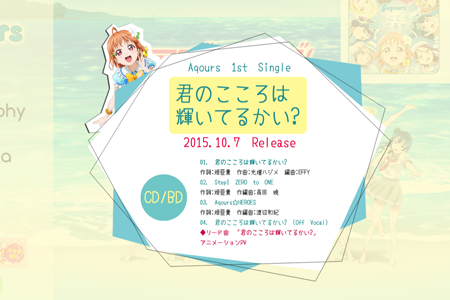 Aqours 1st Single
君のこころは
輝いてるかい?
2015.10.7 Release
CD/BD
01. 君のこころは輝いてるかい?
作詞:畑亜貴 作曲:光増ハジメ 編曲:EFFY
02. Step! ZERO to ONE
作詞:畑亜貴 作編曲:高田 暁
03. Aqours☆HEROES
作詞:畑亜貴 作編曲:渡辺和紀
04. 君のこころは輝いてるかい? (Off Vocal)
◆リード曲 「君のこころは輝いてるかい?」
アニメーションPV